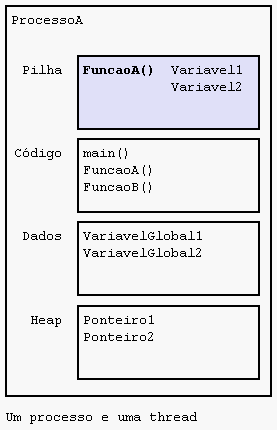 ProcessoA
Pilha FuncaoA() Variavel1
Variavel2
Código main()
FuncaoA()
FuncaoB()
Dados VariavelGlobal1
VariavelGlobal2
Heap Ponteiro1
Ponteiro2
Um processo e uma thread